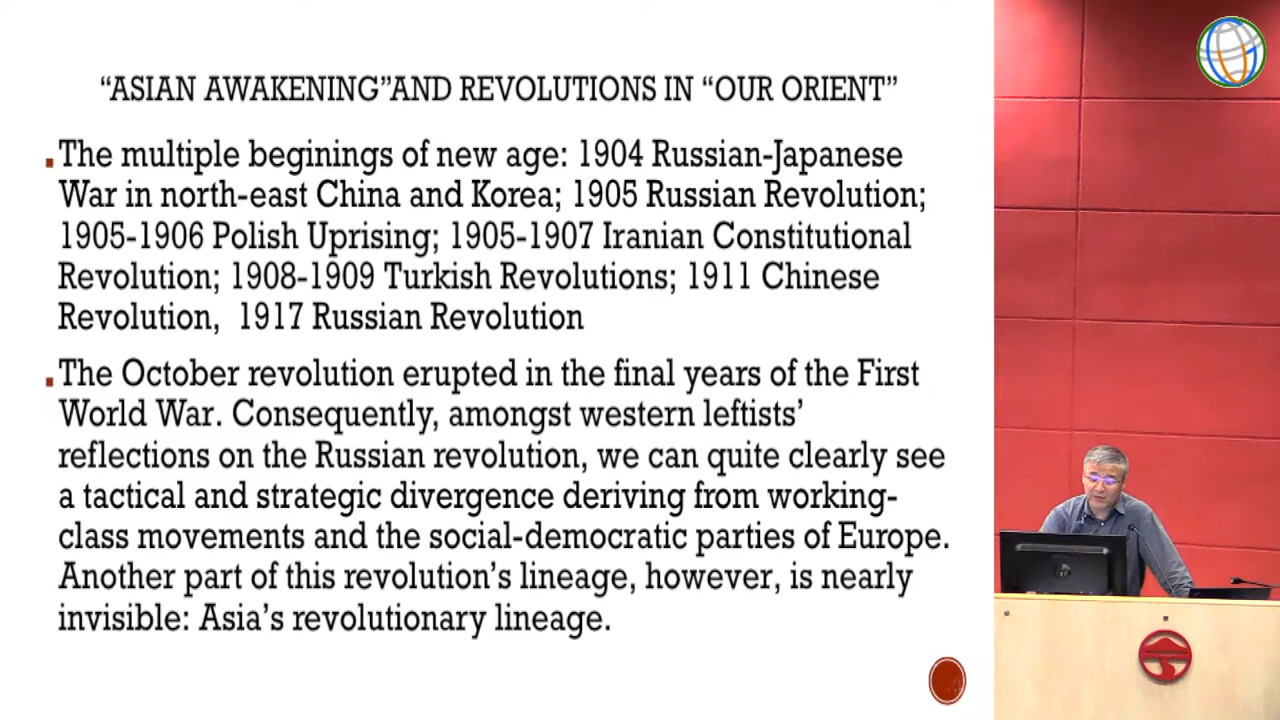 “ASIAN AWAKENING”AND REVOLUTIONS IN “OUR ORIENT”
The multiple beginings of new age: 1904 Russian-Japanese
War in north-east China and Korea; 1905 Russian Revolution;
1905-1906 Polish Uprising; 1905-1907 Iranian Constitutional
Revolution; 1908-1909 Turkish Revolutions; 1911 Chinese
Revolution, 1917 Russian Revolution
The October revolution erupted in the final years of the First
World War. Consequently, amongst western leftists’
reflections on the Russian revolution, we can quite clearly see
a tactical and strategic divergence deriving from working-
class movements and the social-democratic parties of Europe.
Another part of this revolution’s lineage, however, is nearly
invisible: Asia’s revolutionary lineage.